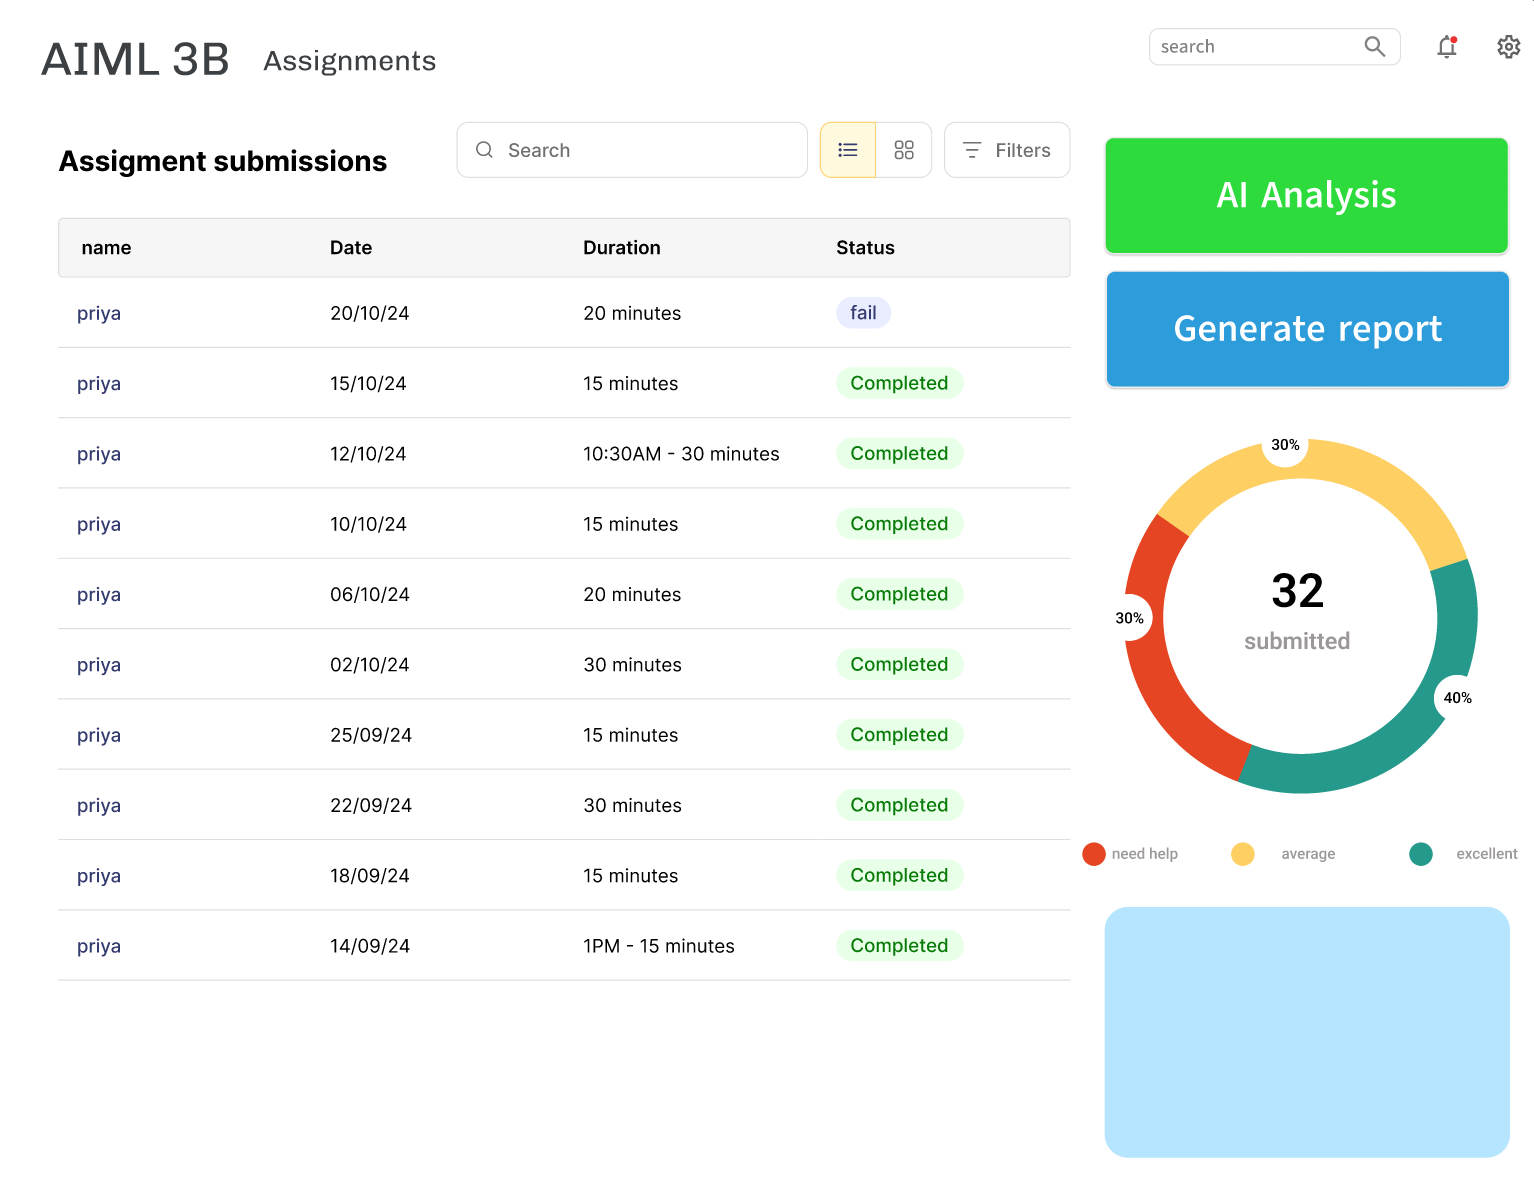 AIML 3B Assignments
search
Assigment submissions
Search
Filters
name Date Duration Status
priya 20/10/24 20 minutes fail
priya 15/10/24 15 minutes Completed
priya 12/10/24 10:30AM - 30 minutes Completed
priya 10/10/24 15 minutes Completed
priya 06/10/24 20 minutes Completed
priya 02/10/24 30 minutes Completed
priya 25/09/24 15 minutes Completed
priya 22/09/24 30 minutes Completed
priya 18/09/24 15 minutes Completed
priya 14/09/24 1PM - 15 minutes Completed
AI Analysis
Generate report
30%
32
submitted
30%
40%
need help average excellent